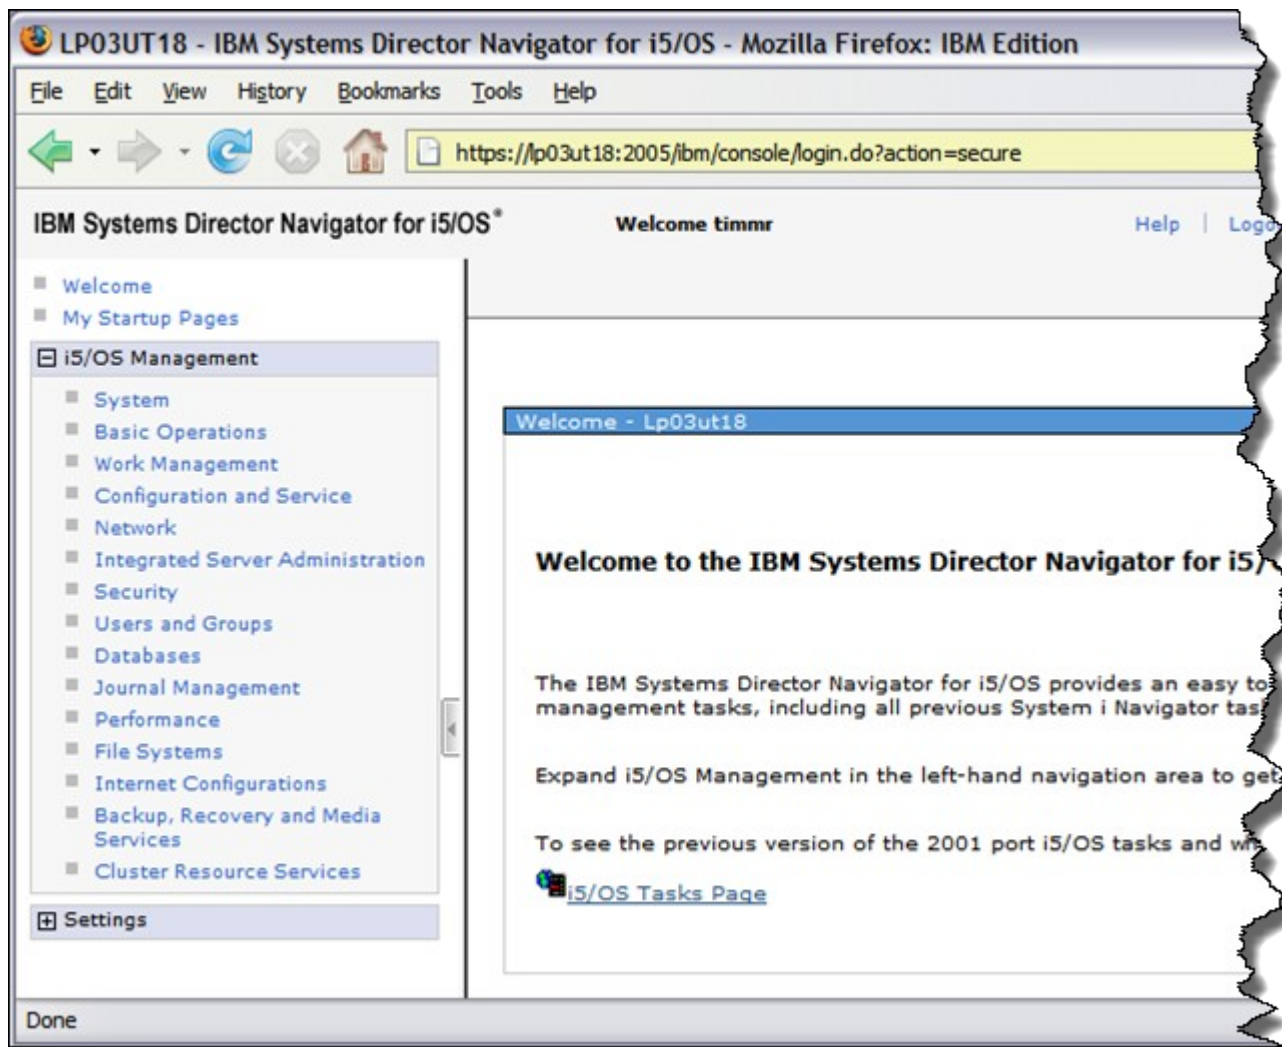 LP03UT18 - IBM Systems Director Navigator for i5/OS - Mozilla Firefox: IBM Edition
File Edit View History Bookmarks Tools Help
https://lp03ut18:2005/ibm/console/login.do?action=secure
IBM Systems Director Navigator for i5/OS® Welcome timmr Help | Logo
Welcome
My Startup Pages
i5/OS Management
System
Basic Operations
Work Management
Configuration and Service
Network
Integrated Server Administration
Security
Users and Groups
Databases
Journal Management
Performance
File Systems
Internet Configurations
Backup, Recovery and Media
Services
Cluster Resource Services
Settings
Welcome - Lp03ut18
Welcome to the IBM Systems Director Navigator for i5/
The IBM Systems Director Navigator for i5/OS provides an easy to
management tasks, including all previous System i Navigator tas
Expand i5/OS Management in the left-hand navigation area to get
To see the previous version of the 2001 port i5/OS tasks and
i5/OS Tasks Page
Done